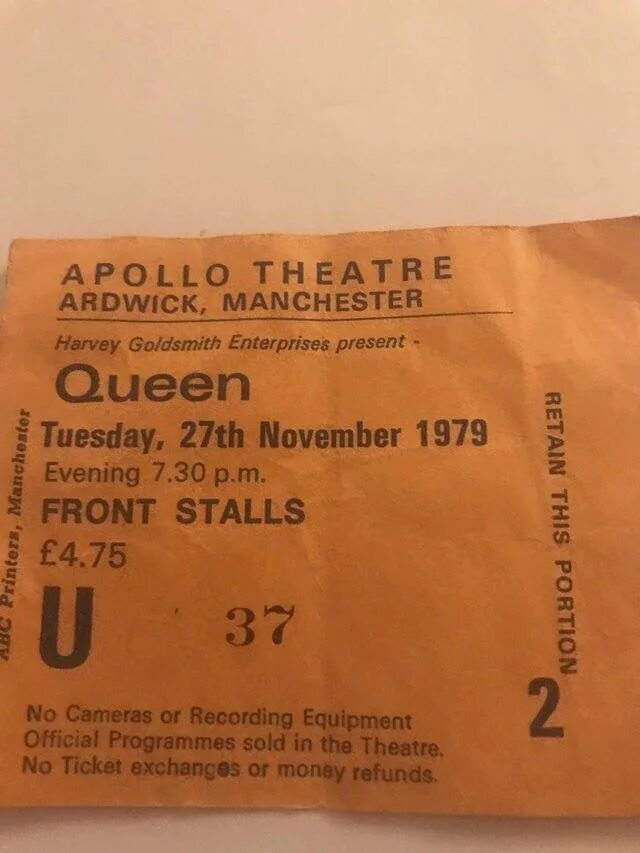 APOLLO THEATRE
ARDWICK, MANCHESTER
Harvey Goldsmith Enterprises present -
Queen
Tuesday, 27th November 1979
Evening 7.30 p.m.
FRONT STALLS
£4.75
U 37
No Cameras or Recording Equipment
Official Programmes sold in the Theatre.
No Ticket exchanges or money refunds.
ABC Printers, Manchester
RETAIN THIS PORTION
2